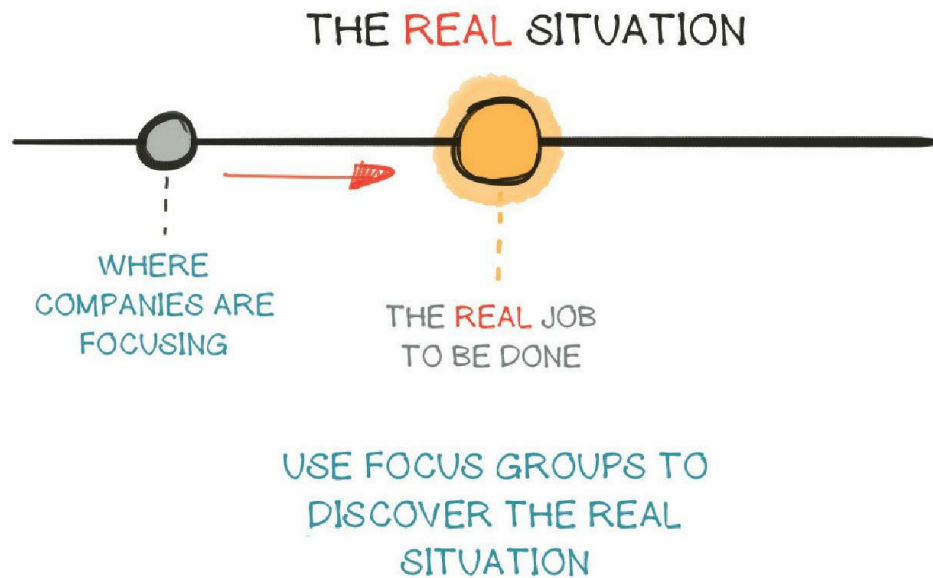 THE REAL SITUATION
WHERE
COMPANIES ARE
FOCUSING
THE REAL JOB
TO BE DONE
USE FOCUS GROUPS TO
DISCOVER THE REAL
SITUATION